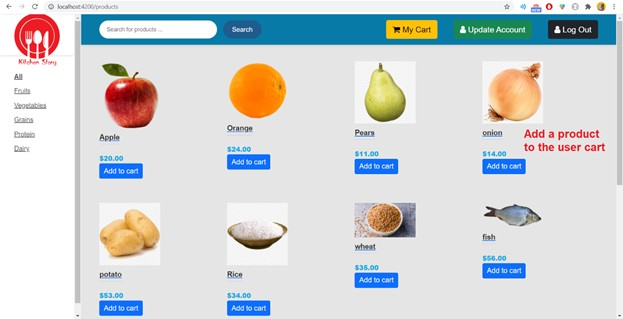 localhost:4200/products
NEW
Kitchen Story
Search for products ...
Search
My Cart
Update Account
Log Out
All
Fruits
Vegetables
Grains
Protein
Dairy
Apple
$20.00
Add to cart
Orange
$24.00
Add to cart
Pears
$11.00
Add to cart
onion
$14.00
Add to cart
Add a product
to the user cart
potato
$53.00
Add to cart
Rice
$34.00
Add to cart
wheat
$35.00
Add to cart
fish
$56.00
Add to cart